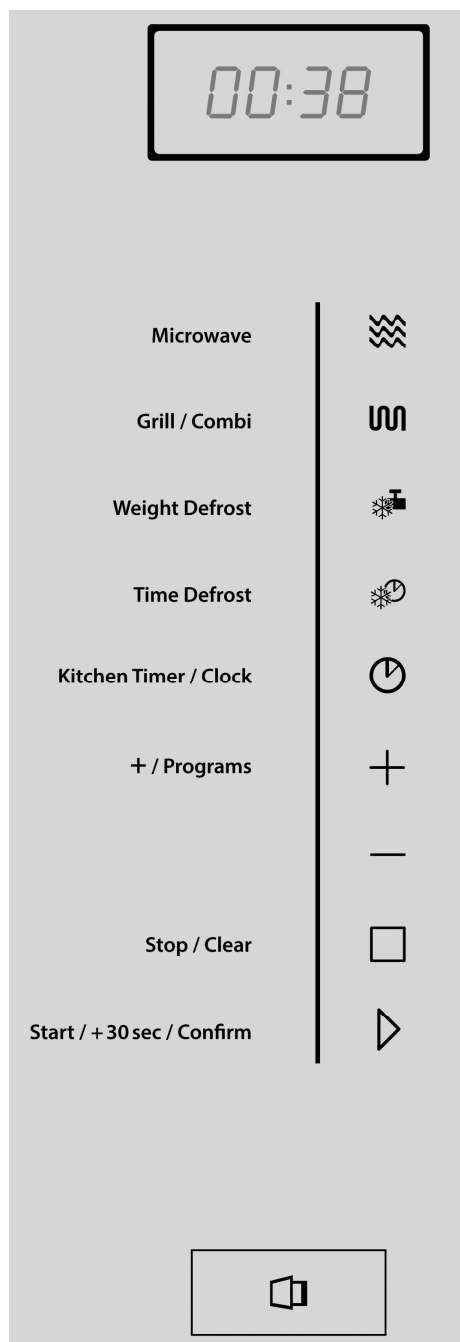 00:38
Microwave
Grill / Combi
Weight Defrost
Time Defrost
Kitchen Timer / Clock
+ / Programs
Stop / Clear
Start / +30 sec / Confirm